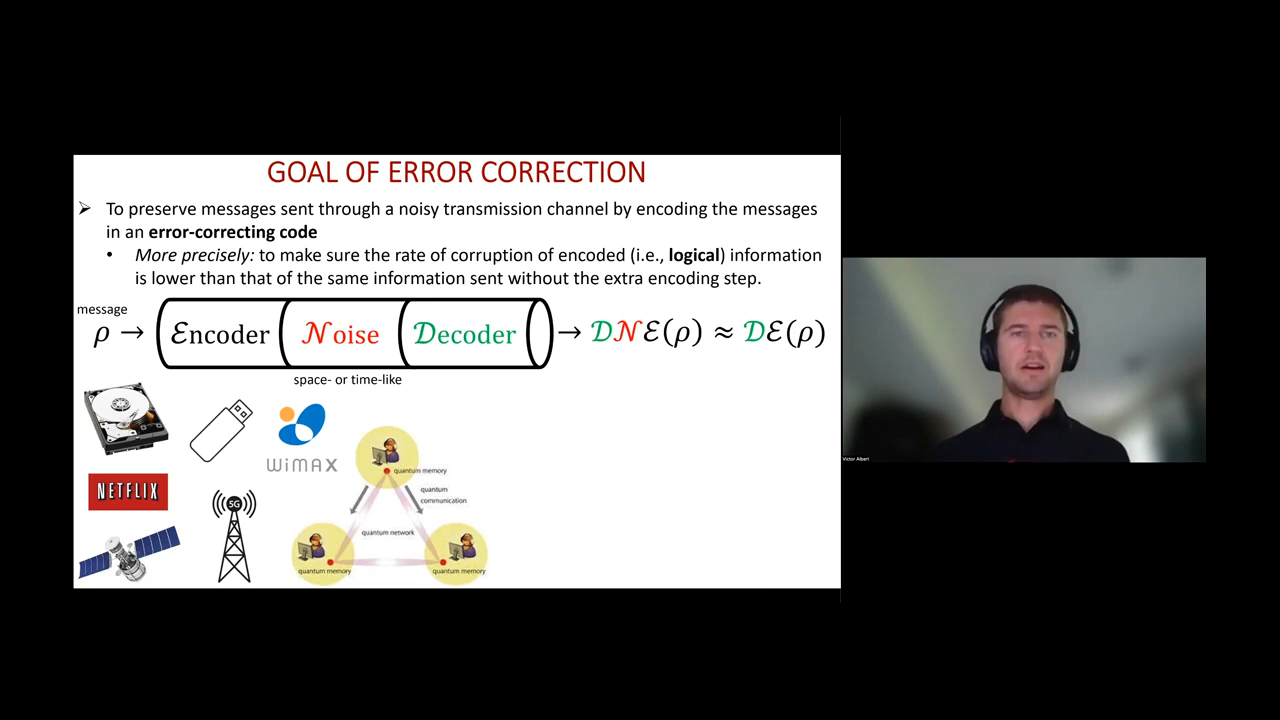 GOAL OF ERROR CORRECTION
➢ To preserve messages sent through a noisy transmission channel by encoding the messages
in an error-correcting code
• More precisely: to make sure the rate of corruption of encoded (i.e., logical) information
is lower than that of the same information sent without the extra encoding step.
message
ρ → ℰncoder 𝒩oise 𝒟ecoder → 𝒟𝒩ℰ(ρ) ≈ 𝒟ℰ(ρ)
space- or time-like
WiMAX
quantum memory
NETFLIX
5G
quantum
communication
quantum network
quantum memory
quantum memory
Victor Albert